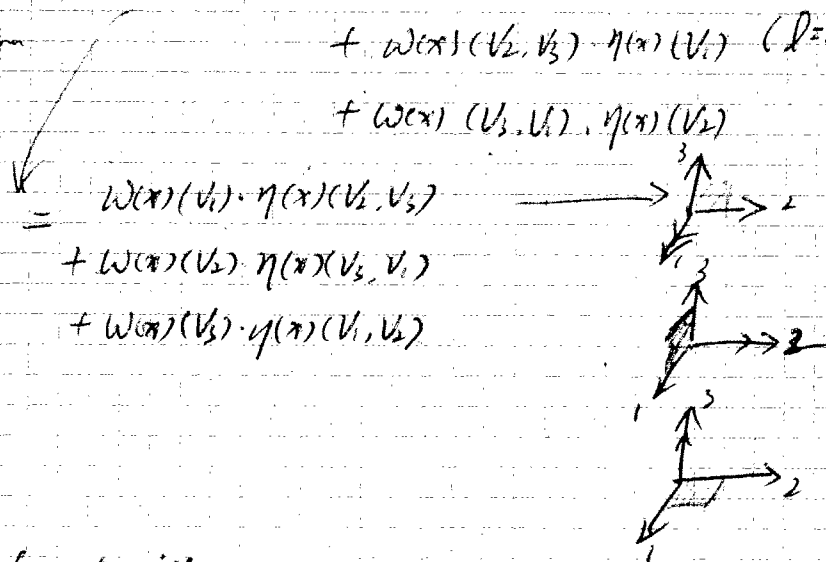 + ω(x)(V₂, V₃) · η(x)(V₁) (l=
+ ω(x)(V₃, V₁) · η(x)(V₂)
= ω(x)(V₁) · η(x)(V₂, V₃)
+ ω(x)(V₂) · η(x)(V₃, V₁)
+ ω(x)(V₃) · η(x)(V₁, V₂)
3
2
1
3
2
1
3
2
1